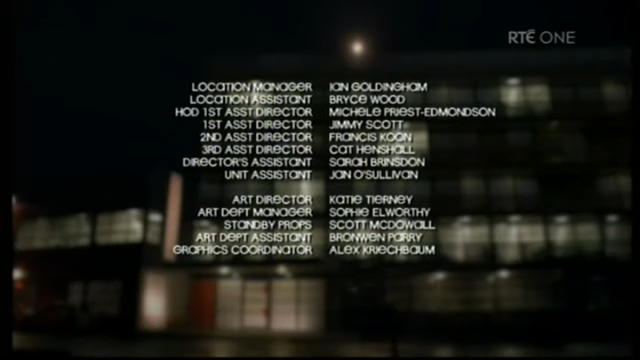 RTÉ ONE
LOCATION MANAGER IAN GOLDINGHAM
LOCATION ASSISTANT BRYCE WOOD
HOD 1ST ASST DIRECTOR MICHELE PRIEST-EDMONDSON
1ST ASST DIRECTOR JIMMY SCOTT
2ND ASST DIRECTOR FRANCIS KOON
3RD ASST DIRECTOR CAT HENSHALL
DIRECTOR'S ASSISTANT SARAH BRINSDON
UNIT ASSISTANT JAN O'SULLIVAN
ART DIRECTOR KATIE TIERNEY
ART DEPT MANAGER SOPHIE ELWORTHY
STANDBY PROPS SCOTT MCDOWALL
ART DEPT ASSISTANT BRONWEN PARRY
GRAPHICS COORDINATOR ALEX KRIECHBAUM